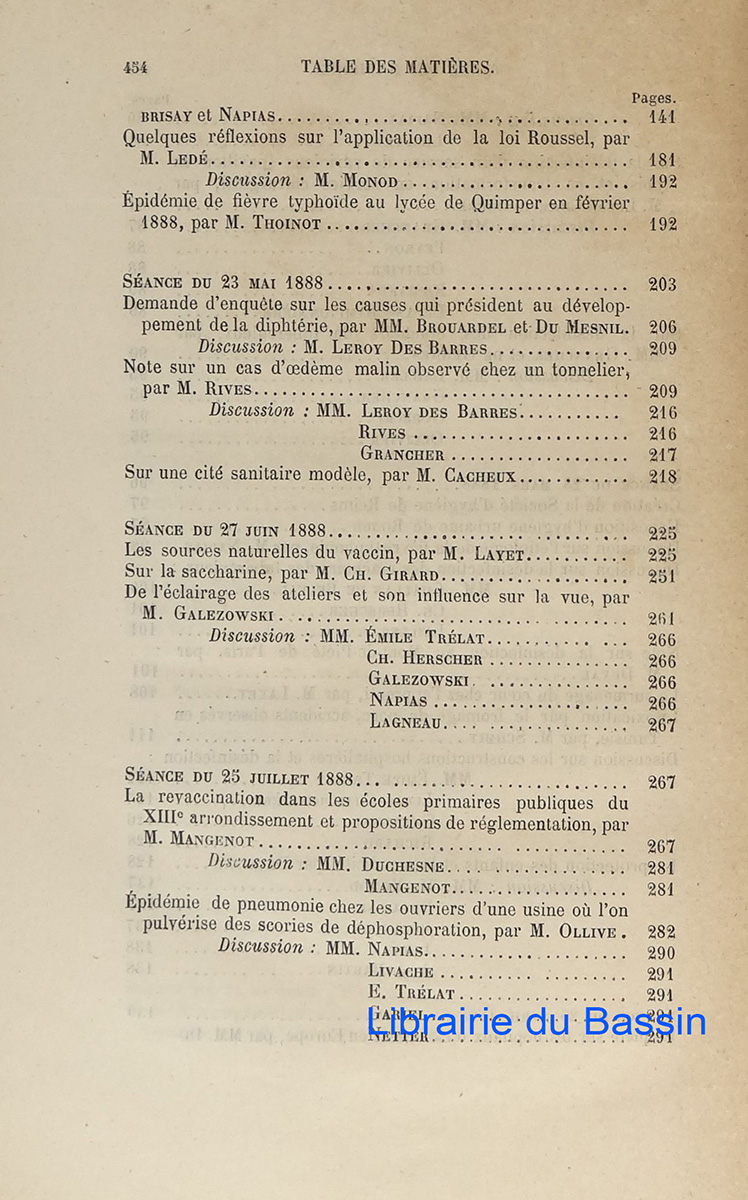 454 TABLE DES MATIÈRES.
Pages.
BRISAY et NAPIAS 141
Quelques réflexions sur l'application de la loi Roussel, par
M. LEDÉ 181
Discussion : M. MONOD 192
Épidémie de fièvre typhoïde au lycée de Quimper en février
1888, par M. THOINOT 192
SÉANCE DU 23 MAI 1888 203
Demande d'enquête sur les causes qui président au dévelop-
pement de la diphtérie, par MM. BROUARDEL et DU MESNIL. 206
Discussion : M. LEROY DES BARRES 209
Note sur un cas d'œdème malin observé chez un tonnelier,
par M. RIVES 209
Discussion : MM. LEROY DES BARRES 216
RIVES 216
GRANCHER 217
Sur une cité sanitaire modèle, par M. CACHEUX 218
SÉANCE DU 27 JUIN 1888 225
Les sources naturelles du vaccin, par M. LAYET 225
Sur la saccharine, par M. CH. GIRARD 251
De l'éclairage des ateliers et son influence sur la vue, par
M. GALEZOWSKI 261
Discussion : MM. ÉMILE TRÉLAT 266
CH. HERSCHER 266
GALEZOWSKI 266
NAPIAS 266
LAGNEAU 267
SÉANCE DU 25 JUILLET 1888 267
La revaccination dans les écoles primaires publiques du
XIIIe arrondissement et propositions de réglementation, par
M. MANGENOT 267
Discussion : MM. DUCHESNE 281
MANGENOT 281
Épidémie de pneumonie chez les ouvriers d'une usine où l'on
pulvérise des scories de déphosphoration, par M. OLLIVE. 282
Discussion : MM. NAPIAS 290
LIVACHE 291
E. TRÉLAT 291
GARIEL 291
Librairie du Bassin
NETTER 291